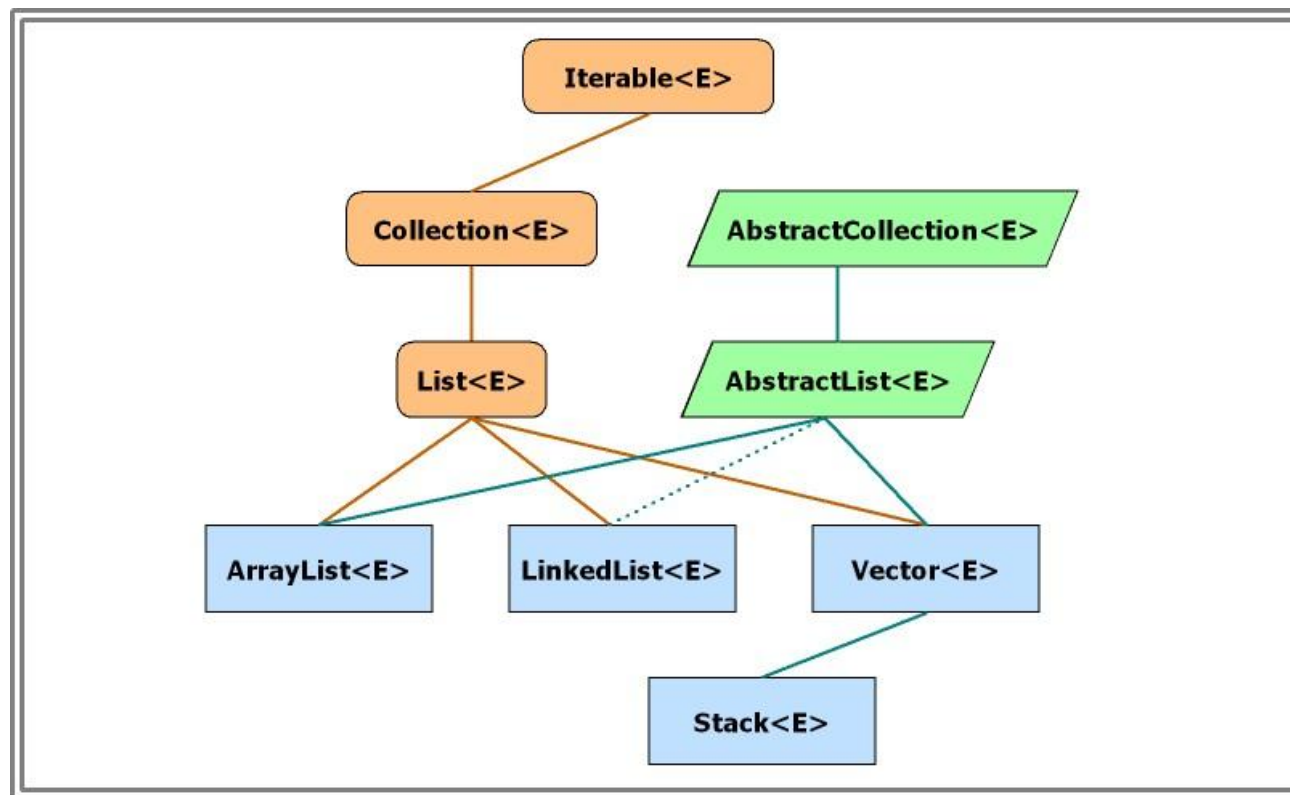 Iterable<E>
Collection<E>
AbstractCollection<E>
List<E>
AbstractList<E>
ArrayList<E>
LinkedList<E>
Vector<E>
Stack<E>